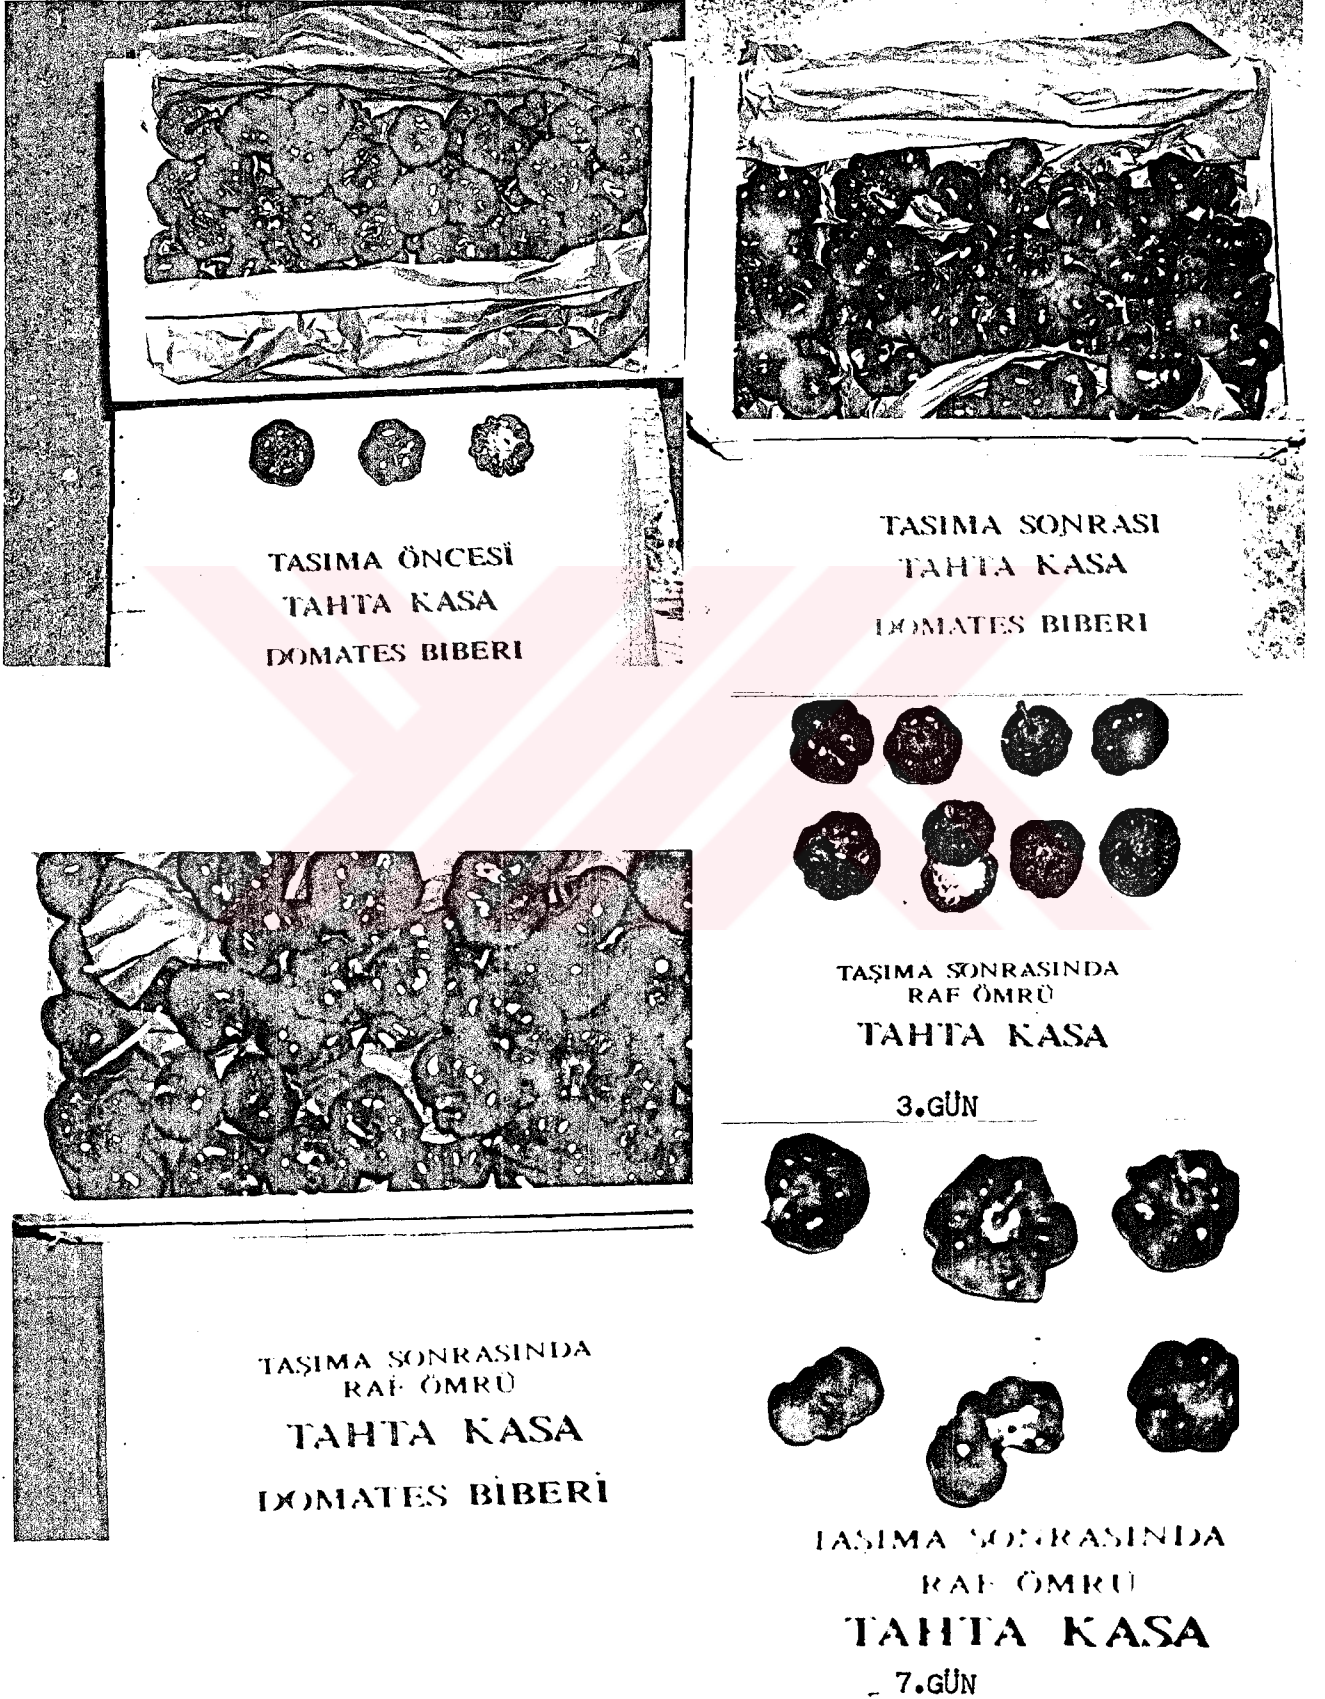 TASIMA ÖNCESİ
TAHTA KASA
DOMATES BIBERI
TASIMA SONRASI
TAHTA KASA
DOMATES BIBERI
TAŞIMA SONRASINDA
RAF ÖMRÜ
TAHTA KASA
3.GÜN
TAŞIMA SONRASINDA
RAF ÖMRÜ
TAHTA KASA
DOMATES BİBERİ
TAŞIMA SONRASINDA
RAF ÖMRÜ
TAHTA KASA
7.GÜN